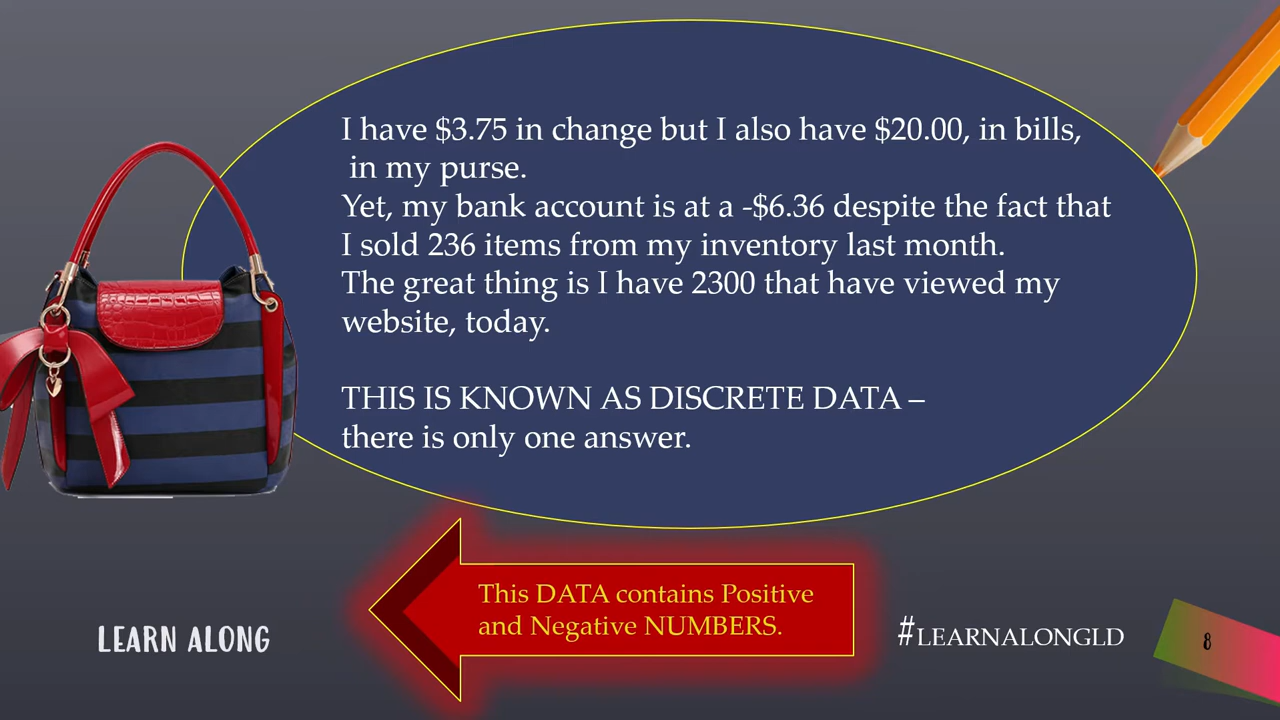 I have $3.75 in change but I also have $20.00, in bills,
in my purse.
Yet, my bank account is at a -$6.36 despite the fact that
I sold 236 items from my inventory last month.
The great thing is I have 2300 that have viewed my
website, today.
THIS IS KNOWN AS DISCRETE DATA –
there is only one answer.
This DATA contains Positive
and Negative NUMBERS.
LEARN ALONG
#LEARNALONGLD
8